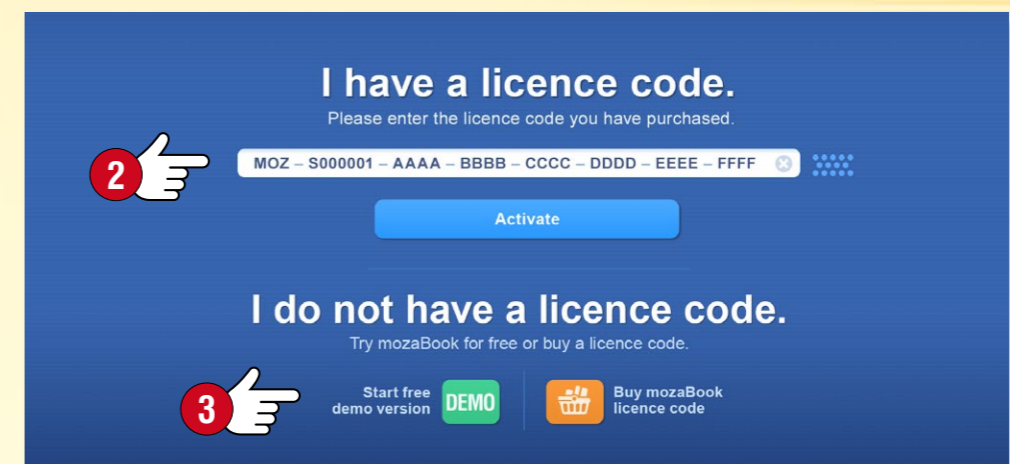 I have a licence code.
Please enter the licence code you have purchased.
2
MOZ – S000001 – AAAA – BBBB – CCCC – DDDD – EEEE – FFFF
Activate
I do not have a licence code.
Try mozaBook for free or buy a licence code.
3
Start free
demo version
DEMO
Buy mozaBook
licence code